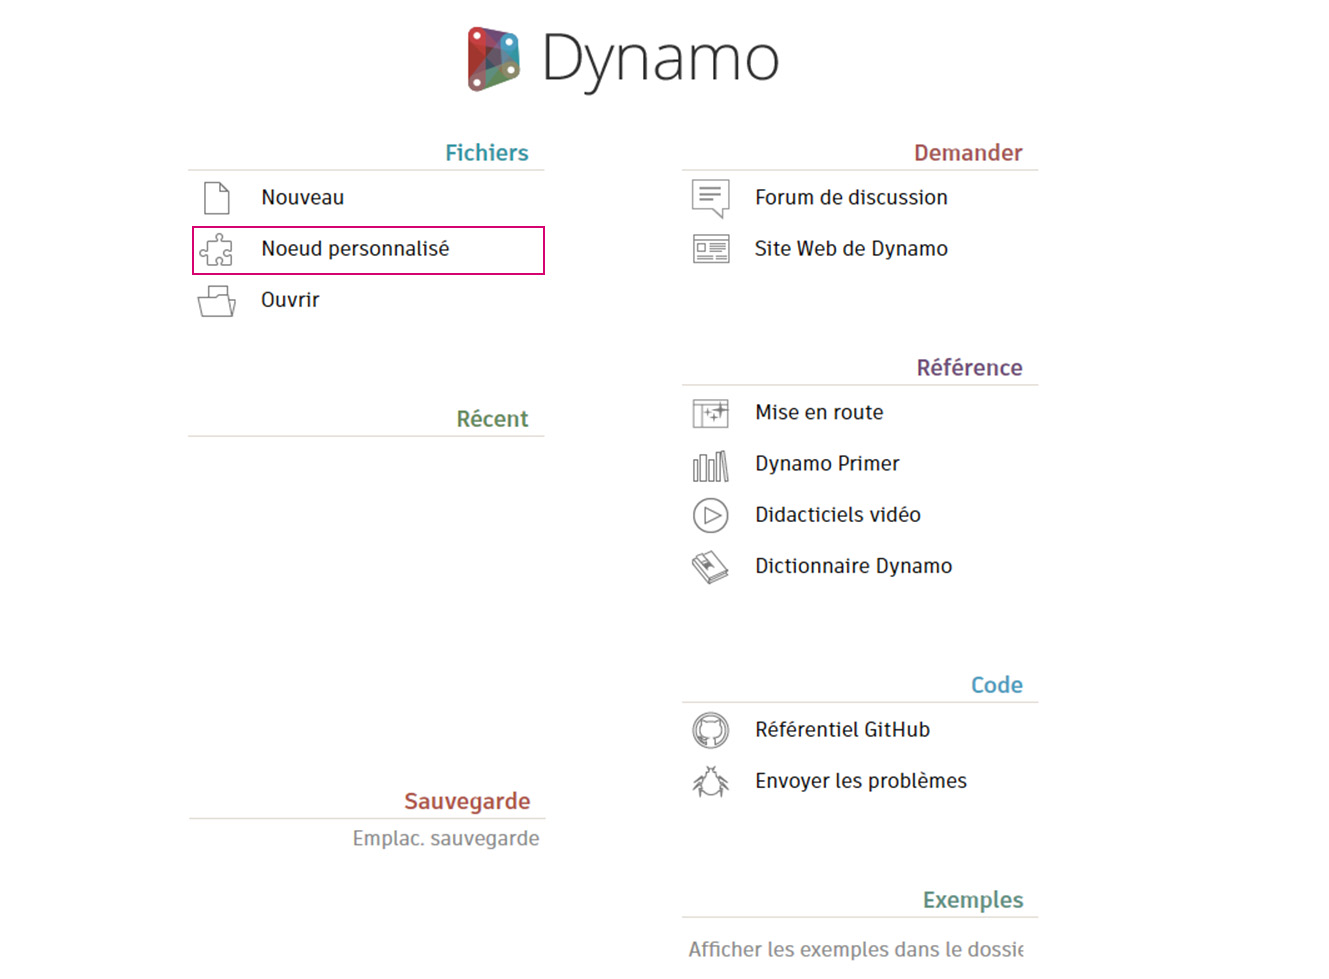 Dynamo
Fichiers
Nouveau
Noeud personnalisé
Ouvrir
Récent
Sauvegarde
Emplac. sauvegarde
Demander
Forum de discussion
Site Web de Dynamo
Référence
Mise en route
Dynamo Primer
Didacticiels vidéo
Dictionnaire Dynamo
Code
Référentiel GitHub
Envoyer les problèmes
Exemples
Afficher les exemples dans le dossie